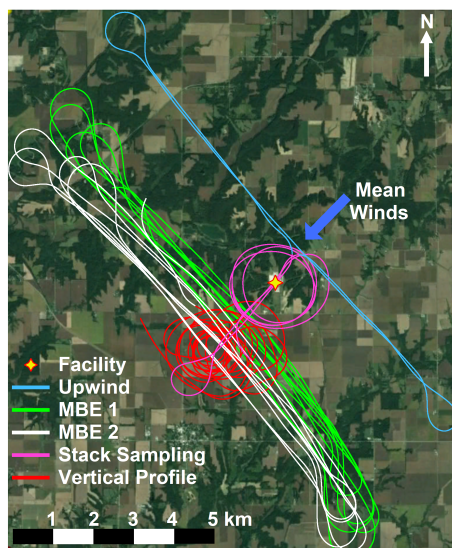 N
Mean
Winds
Facility
Upwind
MBE 1
MBE 2
Stack Sampling
Vertical Profile
1 2 3 4 5 km